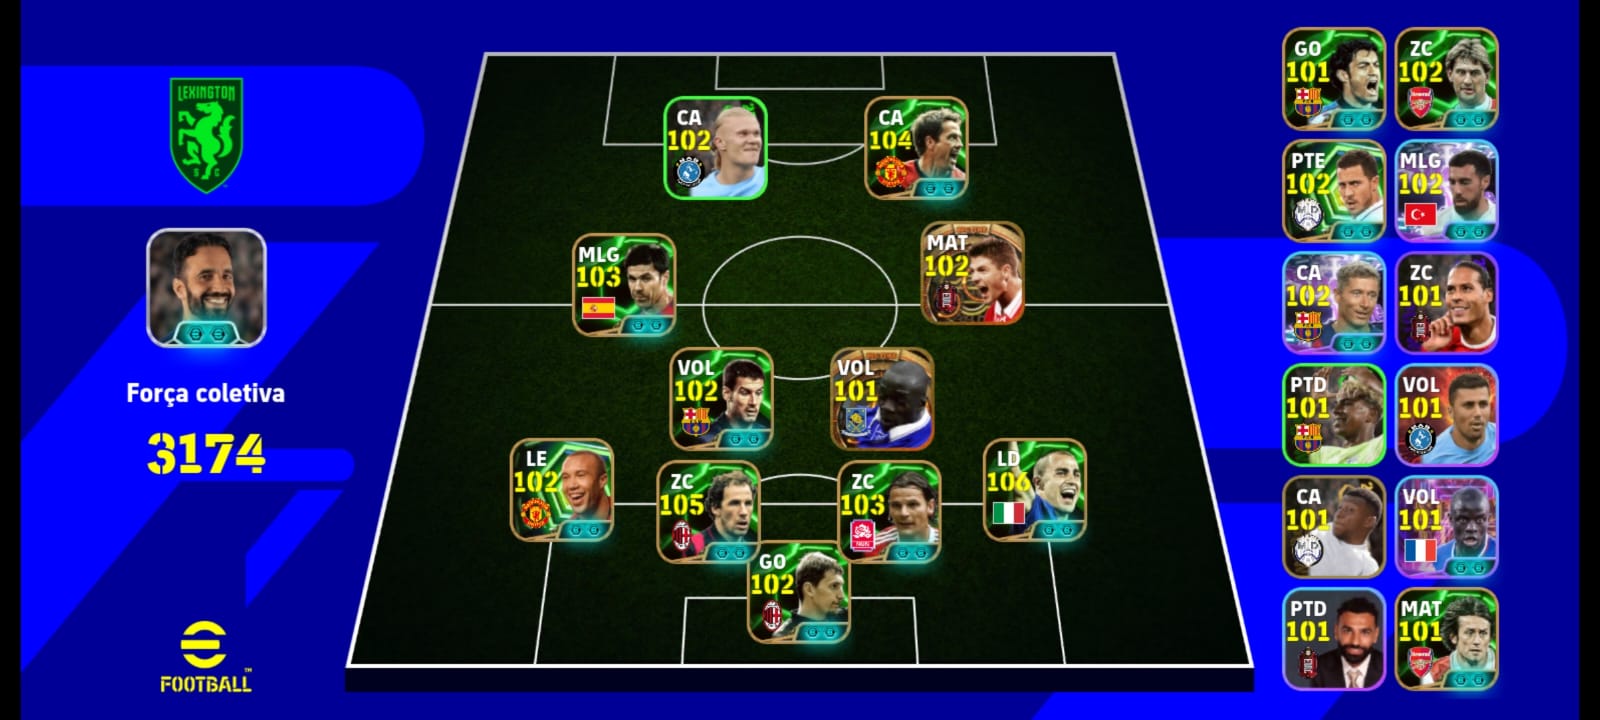 LEXINGTON
SC
Força coletiva
3174
eFOOTBALL™
CA
102
CA
104
MLG
103
MAT
102
VOL
102
VOL
101
LE
102
ZC
105
ZC
103
LD
106
GO
102
GO
101
ZC
102
PTE
102
MLG
102
CA
102
ZC
101
PTD
101
VOL
101
CA
101
VOL
101
PTD
101
MAT
101